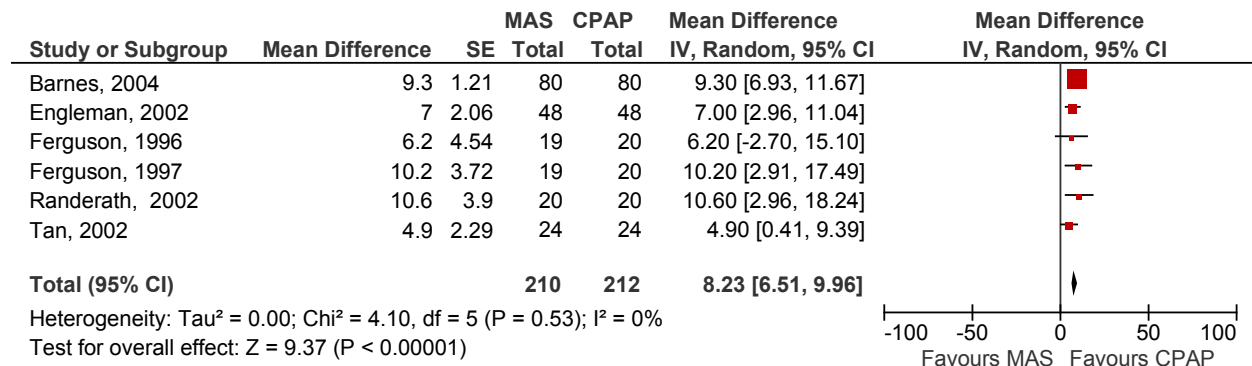 MAS CPAP Mean Difference Mean Difference
Study or Subgroup Mean Difference SE Total Total IV, Random, 95% CI IV, Random, 95% CI
Barnes, 2004 9.3 1.21 80 80 9.30 [6.93, 11.67]
Engleman, 2002 7 2.06 48 48 7.00 [2.96, 11.04]
Ferguson, 1996 6.2 4.54 19 20 6.20 [-2.70, 15.10]
Ferguson, 1997 10.2 3.72 19 20 10.20 [2.91, 17.49]
Randerath, 2002 10.6 3.9 20 20 10.60 [2.96, 18.24]
Tan, 2002 4.9 2.29 24 24 4.90 [0.41, 9.39]
Total (95% CI) 210 212 8.23 [6.51, 9.96]
Heterogeneity: Tau² = 0.00; Chi² = 4.10, df = 5 (P = 0.53); I² = 0%
Test for overall effect: Z = 9.37 (P < 0.00001)
-100 -50 0 50 100
Favours MAS Favours CPAP